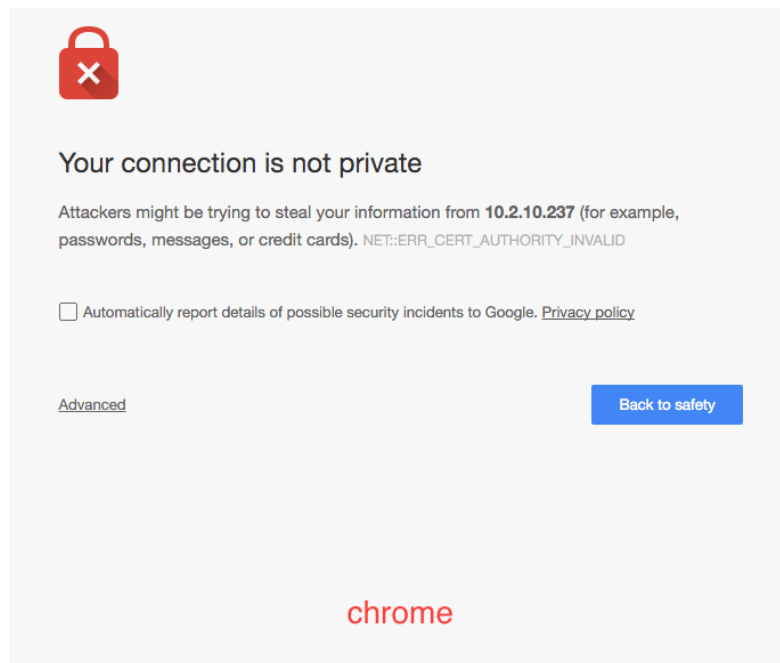 Your connection is not private
Attackers might be trying to steal your information from 10.2.10.237 (for example,
passwords, messages, or credit cards). NET::ERR_CERT_AUTHORITY_INVALID
Automatically report details of possible security incidents to Google. Privacy policy
Advanced
Back to safety
chrome